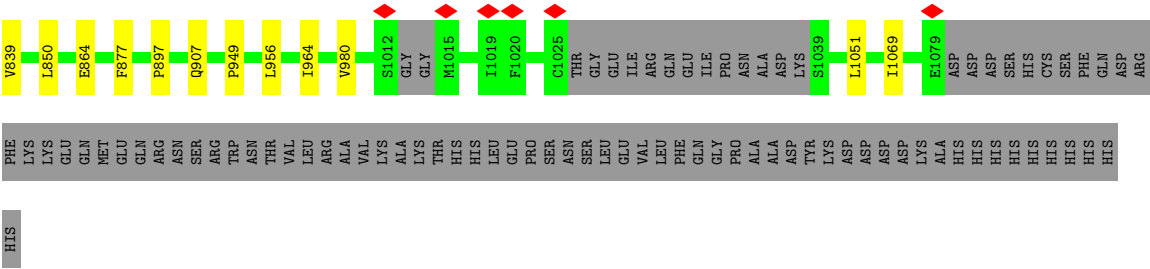 V839 L850 E864 F877 P897 Q907 P949 L956 I964 V980 S1012 GLY GLY M1015 I1019 F1020 C1025 THR GLY GLU ILE ARG GLN GLU ILE PRO ASN ALA ASP LYS S1039 L1051 I1069 E1079 ASP ASP ASP SER HIS CYS SER PHE GLN ASP ARG
PHE LYS LYS GLU GLN MET GLU GLN ARG ASN SER ARG TRP ASN THR VAL LEU ARG ALA VAL LYS ALA LYS THR HIS HIS LEU GLU PRO SER ASN SER LEU GLU VAL LEU PHE GLN GLY PRO ALA ALA ASP TYR LYS ASP ASP ASP ASP LYS ALA HIS HIS HIS HIS HIS HIS HIS
HIS